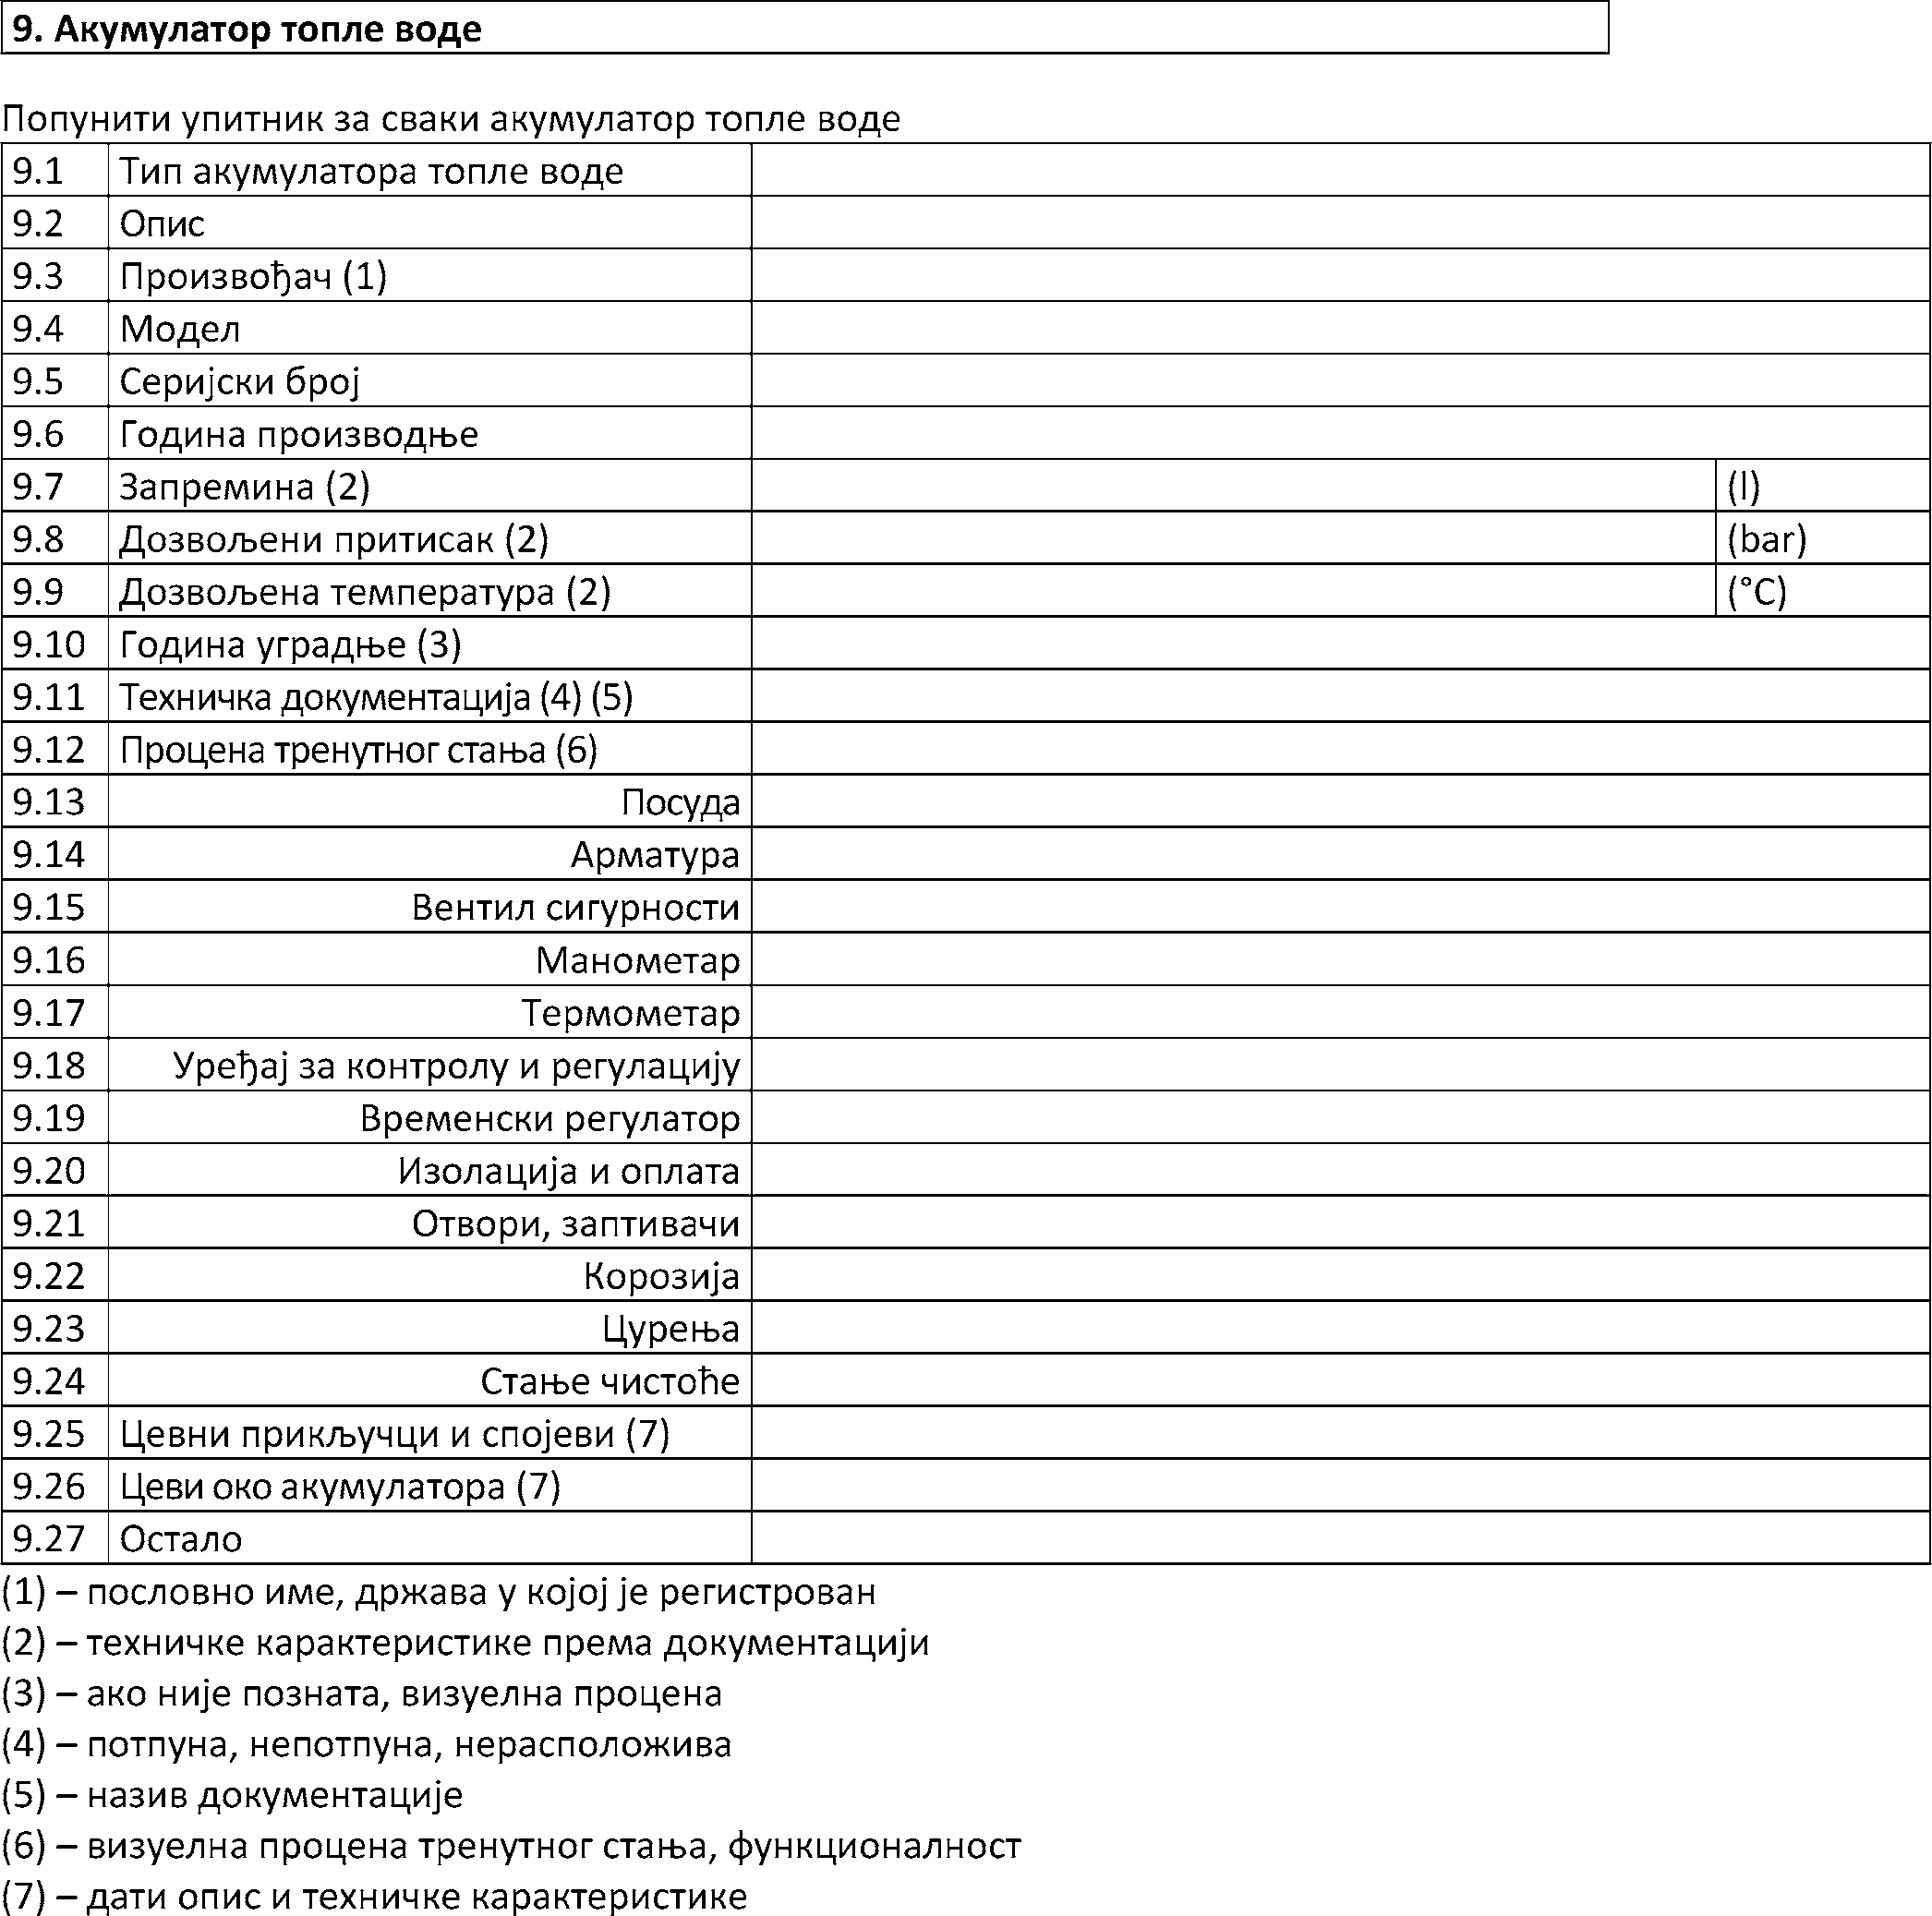 9. Акумулатор топле воде
Попунити упитник за сваки акумулатор топле воде
9.1 Тип акумулатора топле воде
9.2 Опис
9.3 Произвођач (1)
9.4 Модел
9.5 Серијски број
9.6 Година производње
9.7 Запремина (2) (l)
9.8 Дозвољени притисак (2) (bar)
9.9 Дозвољена температура (2) (°C)
9.10 Година уградње (3)
9.11 Техничка документација (4) (5)
9.12 Процена тренутног стања (6)
9.13 Посуда
9.14 Арматура
9.15 Вентил сигурности
9.16 Манометар
9.17 Термометар
9.18 Уређај за контролу и регулацију
9.19 Временски регулатор
9.20 Изолација и оплата
9.21 Отвори, заптивачи
9.22 Корозија
9.23 Цурења
9.24 Стање чистоће
9.25 Цевни прикључци и спојеви (7)
9.26 Цеви око акумулатора (7)
9.27 Остало
(1) – пословно име, држава у којој је регистрован
(2) – техничке карактеристике према документацији
(3) – ако није позната, визуелна процена
(4) – потпуна, непотпуна, нерасположива
(5) – назив документације
(6) – визуелна процена тренутног стања, функционалност
(7) – дати опис и техничке карактеристике